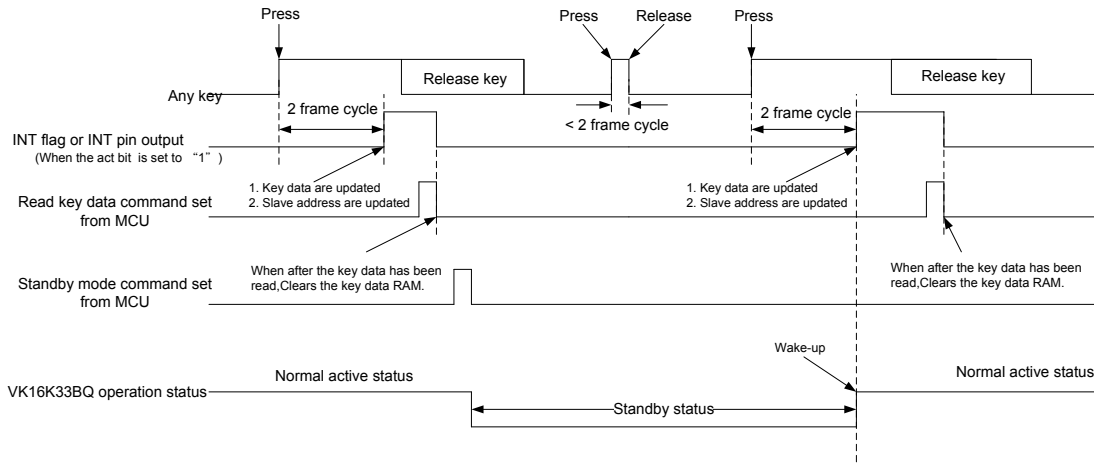 Press
Press
Release
Press
Any key
Release key
Release key
2 frame cycle
< 2 frame cycle
2 frame cycle
INT flag or INT pin output
(When the act bit is set to “1”)
1. Key data are updated
2. Slave address are updated
1. Key data are updated
2. Slave address are updated
Read key data command set
from MCU
When after the key data has been
read,Clears the key data RAM.
When after the key data has been
read,Clears the key data RAM.
Standby mode command set
from MCU
Wake-up
VK16K33BQ operation status
Normal active status
Standby status
Normal active status